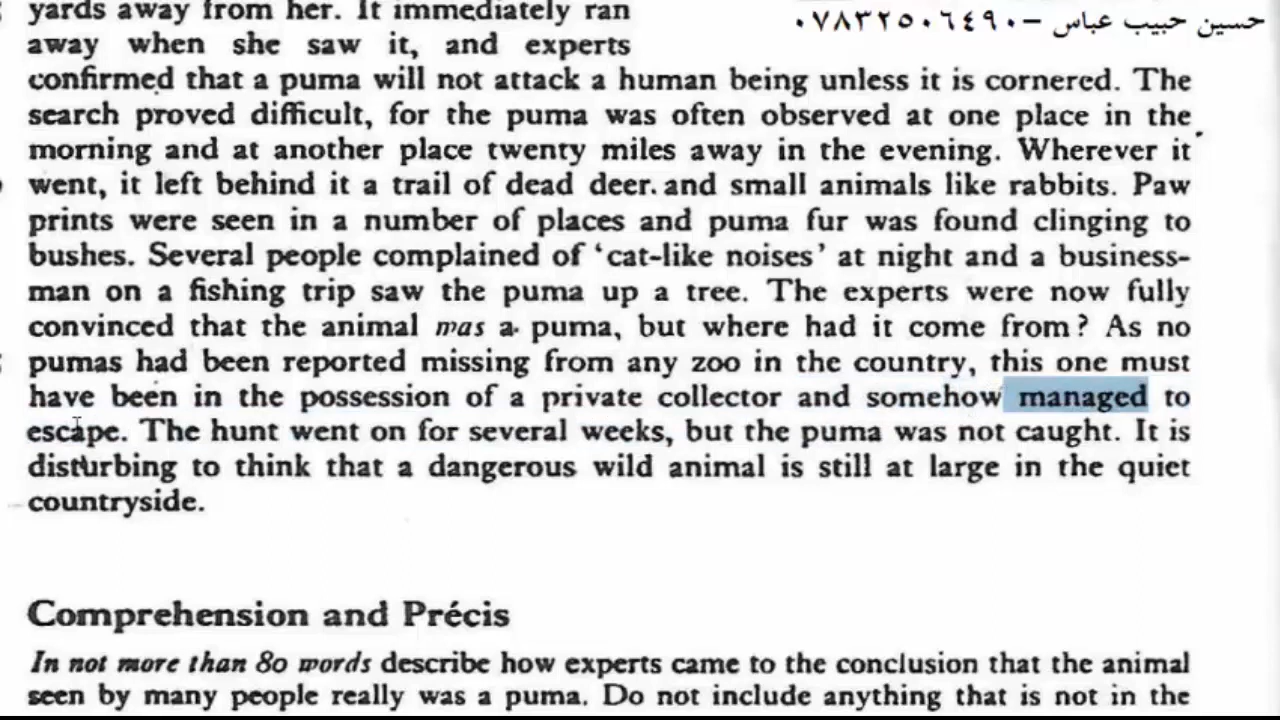 yards away from her. It immediately ran
حسين حبيب عباس –٠٧٨٣٢٥٠٦٤٩٠
away when she saw it, and experts
confirmed that a puma will not attack a human being unless it is cornered. The
search proved difficult, for the puma was often observed at one place in the
morning and at another place twenty miles away in the evening. Wherever it
went, it left behind it a trail of dead deer. and small animals like rabbits. Paw
prints were seen in a number of places and puma fur was found clinging to
bushes. Several people complained of ‘cat-like noises’ at night and a business-
man on a fishing trip saw the puma up a tree. The experts were now fully
convinced that the animal was a puma, but where had it come from? As no
pumas had been reported missing from any zoo in the country, this one must
have been in the possession of a private collector and somehow managed to
escape. The hunt went on for several weeks, but the puma was not caught. It is
disturbing to think that a dangerous wild animal is still at large in the quiet
countryside.
Comprehension and Précis
In not more than 80 words describe how experts came to the conclusion that the animal
seen by many people really was a puma. Do not include anything that is not in the